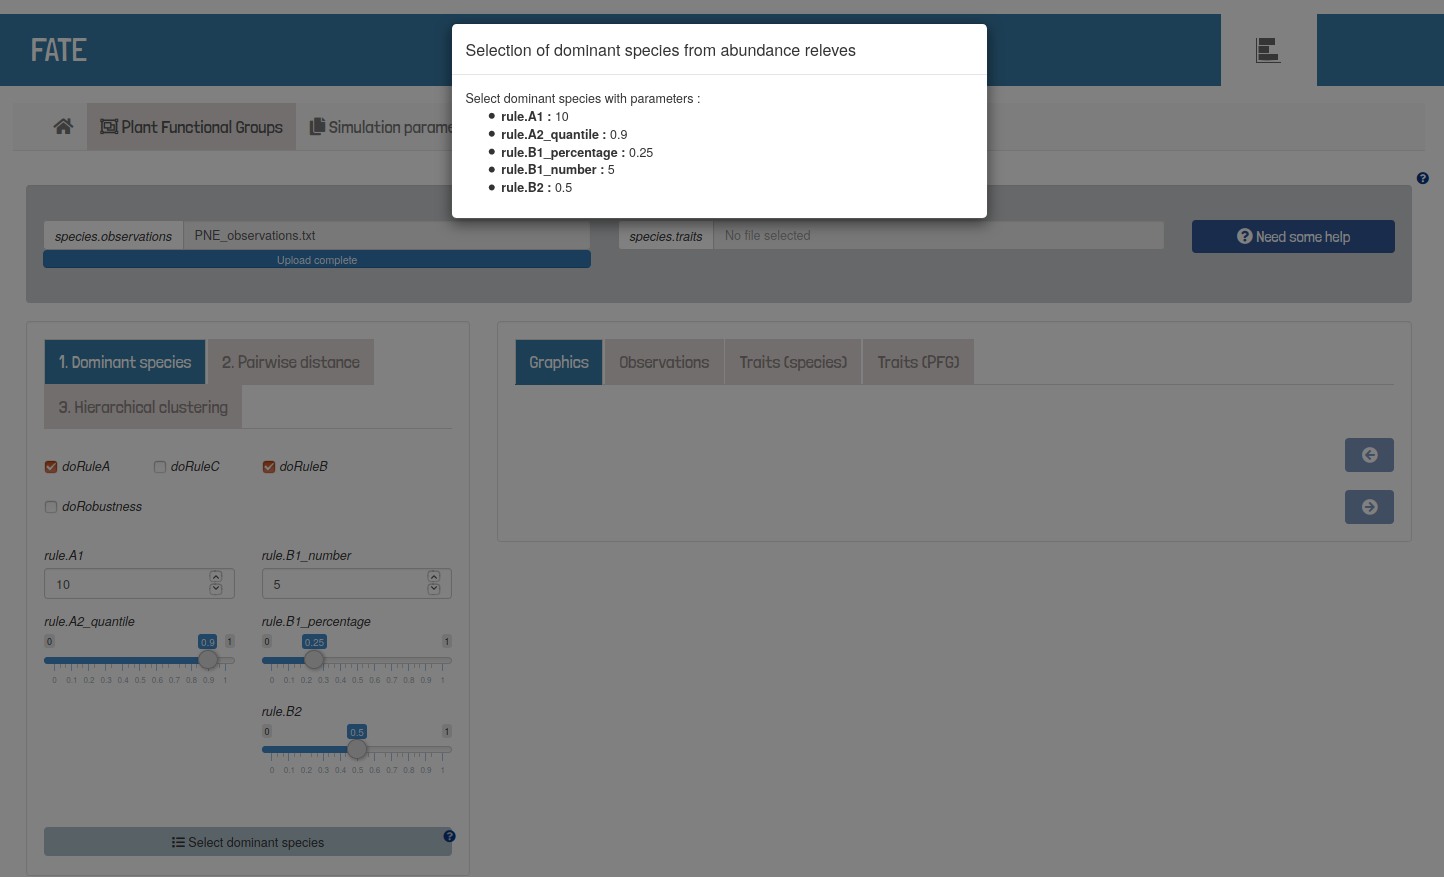 FATE
Selection of dominant species from abundance releves
Select dominant species with parameters :
rule.A1 : 10
rule.A2_quantile : 0.9
rule.B1_percentage : 0.25
rule.B1_number : 5
rule.B2 : 0.5
Plant Functional Groups
Simulation parame
species.observations PNE_observations.txt
Upload complete
species.traits No file selected
Need some help
1. Dominant species
2. Pairwise distance
3. Hierarchical clustering
doRuleA doRuleC doRuleB
doRobustness
rule.A1 rule.B1_number
10 5
rule.A2_quantile rule.B1_percentage
0 0.9 1 0 0.25 1
0 0.1 0.2 0.3 0.4 0.5 0.6 0.7 0.8 0.9 1 0 0.1 0.2 0.3 0.4 0.5 0.6 0.7 0.8 0.9 1
rule.B2
0 0.5 1
0 0.1 0.2 0.3 0.4 0.5 0.6 0.7 0.8 0.9 1
Select dominant species
Graphics Observations Traits (species) Traits (PFG)